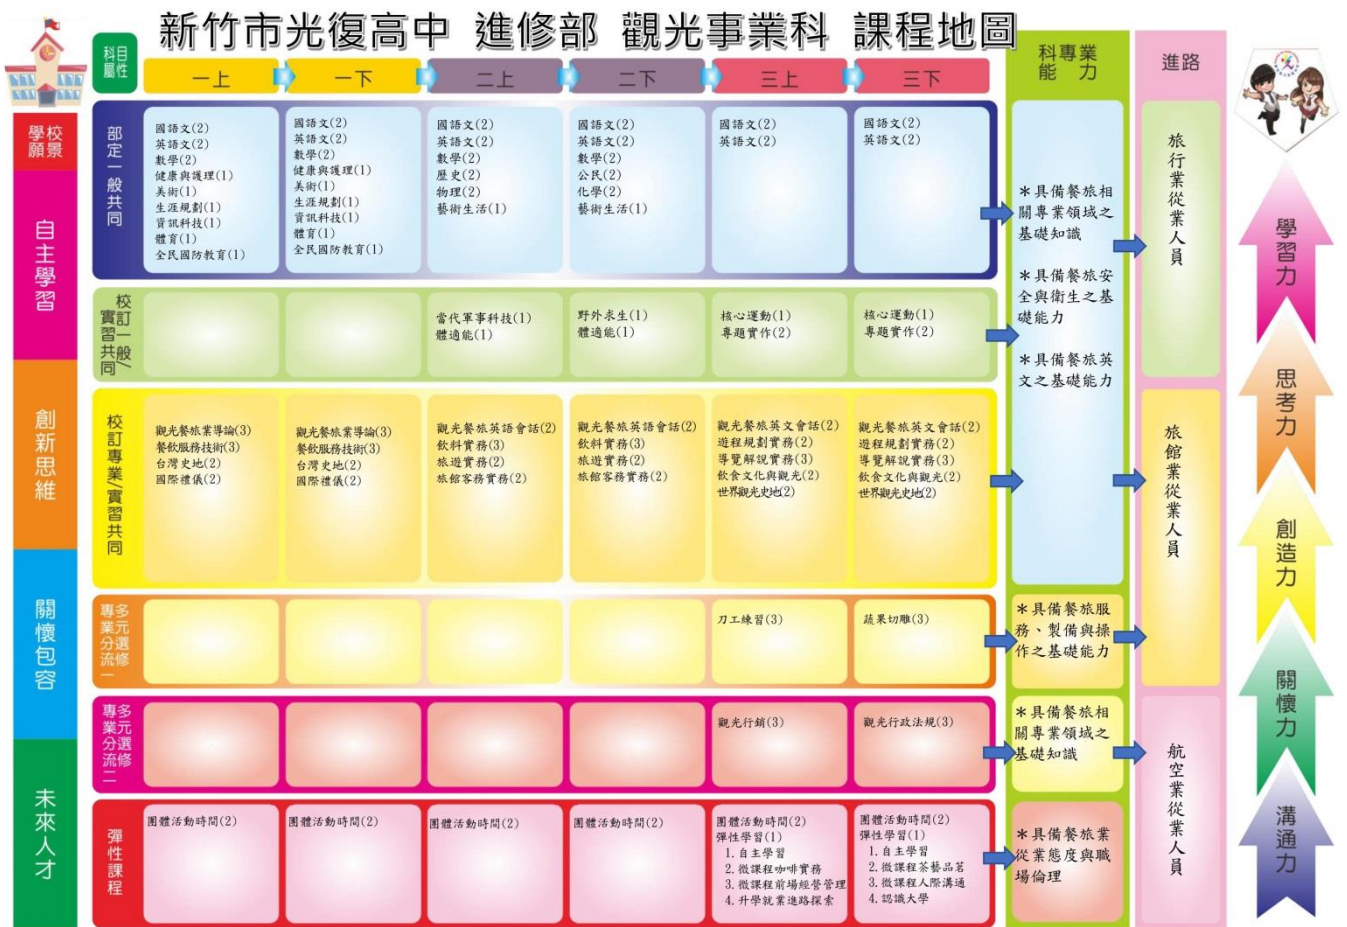 新竹市光復高中 進修部 觀光事業科 課程地圖
科目
屬性
一上
一下
二上
二下
三上
三下
科專業
能 力
進路
學校
願景
自主學習
創新思維
關懷包容
未來人才
部定一般共同
國語文(2)
英語文(2)
數學(2)
健康與護理(1)
美術(1)
生涯規劃(1)
資訊科技(1)
體育(1)
全民國防教育(1)
國語文(2)
英語文(2)
數學(2)
健康與護理(1)
美術(1)
生涯規劃(1)
資訊科技(1)
體育(1)
全民國防教育(1)
國語文(2)
英語文(2)
數學(2)
歷史(2)
物理(2)
藝術生活(1)
國語文(2)
英語文(2)
數學(2)
公民(2)
化學(2)
藝術生活(1)
國語文(2)
英語文(2)
國語文(2)
英語文(2)
校訂一般/
實習共同
當代軍事科技(1)
體適能(1)
野外求生(1)
體適能(1)
核心運動(1)
專題實作(2)
核心運動(1)
專題實作(2)
校訂專業/實習共同
觀光餐旅業導論(3)
餐飲服務技術(3)
台灣史地(2)
國際禮儀(2)
觀光餐旅業導論(3)
餐飲服務技術(3)
台灣史地(2)
國際禮儀(2)
觀光餐旅英語會話(2)
飲料實務(3)
旅遊實務(2)
旅館客務實務(2)
觀光餐旅英語會話(2)
飲料實務(3)
旅遊實務(2)
旅館客務實務(2)
觀光餐旅英文會話(2)
遊程規劃實務(2)
導覽解說實務(3)
飲食文化與觀光(2)
世界觀光史地(2)
觀光餐旅英文會話(2)
遊程規劃實務(2)
導覽解說實務(3)
飲食文化與觀光(2)
世界觀光史地(2)
多元選修
專業分流一
刀工練習(3)
蔬果切雕(3)
多元選修
專業分流二
觀光行銷(3)
觀光行政法規(3)
彈性課程
團體活動時間(2)
團體活動時間(2)
團體活動時間(2)
團體活動時間(2)
團體活動時間(2)
彈性學習(1)
1.自主學習
2.微課程咖啡實務
3.微課程前場經營管理
4.升學就業進路探索
團體活動時間(2)
彈性學習(1)
1.自主學習
2.微課程茶藝品茗
3.微課程人際溝通
4.認識大學
＊具備餐旅相
關專業領域之
基礎知識
＊具備餐旅安
全與衛生之基
礎能力
＊具備餐旅英
文之基礎能力
＊具備餐旅服
務、製備與操
作之基礎能力
＊具備餐旅相
關專業領域之
基礎知識
＊具備餐旅業
從業態度與職
場倫理
旅行業從業人員
旅館業從業人員
航空業從業人員
學習力
思考力
創造力
關懷力
溝通力